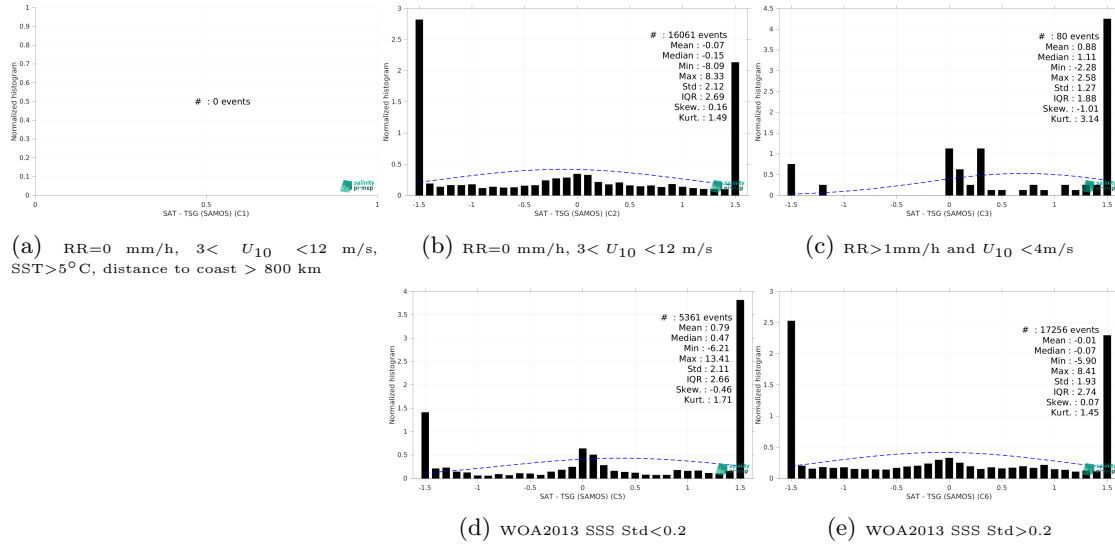 1
0.9
0.8
0.7
0.6
0.5
0.4
0.3
0.2
0.1
0
0
0.5
1
Normalized histogram
# : 0 events
SAT - TSG (SAMOS) (C1)
salinity
pi-mep
(a) RR=0 mm/h, 3< U10 <12 m/s,
SST>5°C, distance to coast > 800 km
3
2.5
2
1.5
1
0.5
0
-1.5 -1 -0.5 0 0.5 1 1.5
Normalized histogram
# : 16061 events
Mean : -0.07
Median : -0.15
Min : -8.09
Max : 8.33
Std : 2.12
IQR : 2.69
Skew. : 0.16
Kurt. : 1.49
SAT - TSG (SAMOS) (C2)
salinity
pi-mep
(b) RR=0 mm/h, 3< U10 <12 m/s
4.5
4
3.5
3
2.5
2
1.5
1
0.5
0
-1.5 -1 -0.5 0 0.5 1 1.5
Normalized histogram
# : 80 events
Mean : 0.88
Median : 1.11
Min : -2.28
Max : 2.58
Std : 1.27
IQR : 1.88
Skew. : -1.01
Kurt. : 3.14
SAT - TSG (SAMOS) (C3)
salinity
pi-mep
(c) RR>1mm/h and U10 <4m/s
4
3.5
3
2.5
2
1.5
1
0.5
0
-1.5 -1 -0.5 0 0.5 1 1.5
Normalized histogram
# : 5361 events
Mean : 0.79
Median : 0.47
Min : -6.21
Max : 13.41
Std : 2.11
IQR : 2.66
Skew. : -0.46
Kurt. : 1.71
SAT - TSG (SAMOS) (C5)
salinity
pi-mep
(d) WOA2013 SSS Std<0.2
3
2.5
2
1.5
1
0.5
0
-1.5 -1 -0.5 0 0.5 1 1.5
Normalized histogram
# : 17256 events
Mean : -0.01
Median : -0.07
Min : -5.90
Max : 8.41
Std : 1.93
IQR : 2.74
Skew. : 0.07
Kurt. : 1.45
SAT - TSG (SAMOS) (C6)
salinity
pi-mep
(e) WOA2013 SSS Std>0.2